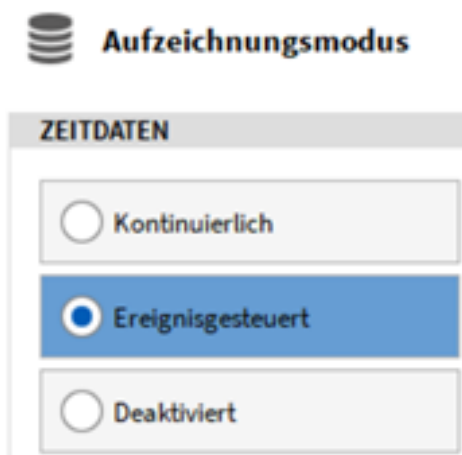 Aufzeichnungsmodus
ZEITDATEN
Kontinuierlich
Ereignisgesteuert
Deaktiviert